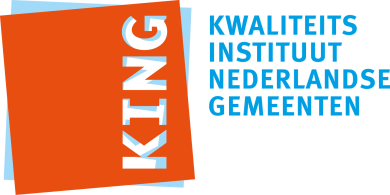 KING
KWALITEITS
INSTITUUT
NEDERLANDSE
GEMEENTEN